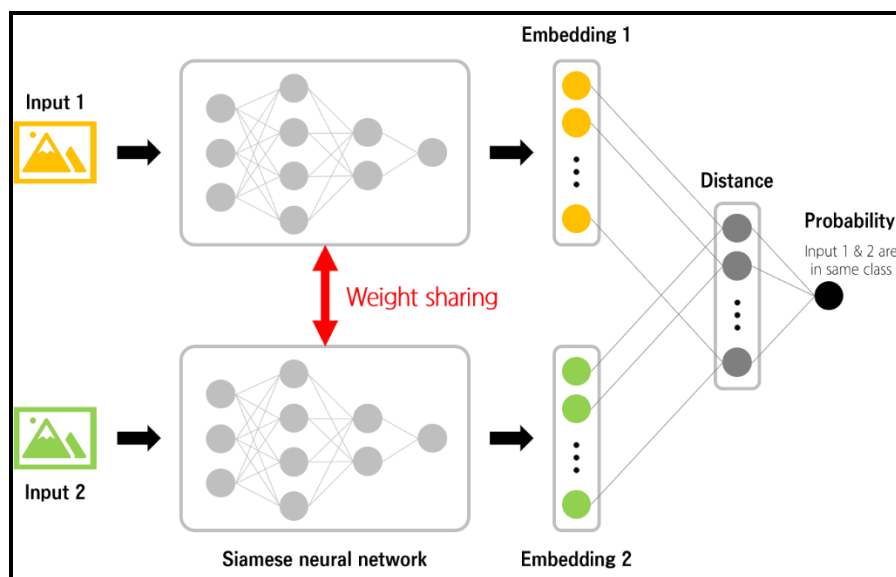 Embedding 1
Input 1
Distance
Probability
Input 1 & 2 are
in same class
Weight sharing
Input 2
Siamese neural network
Embedding 2